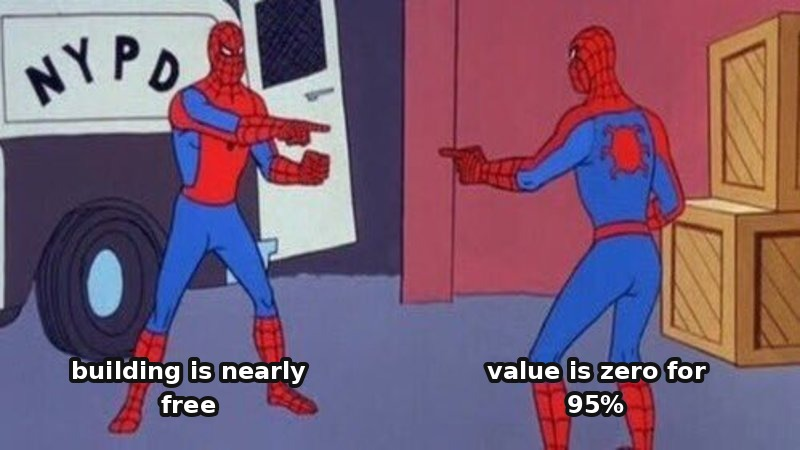 NYPD
building is nearly
free
value is zero for
95%